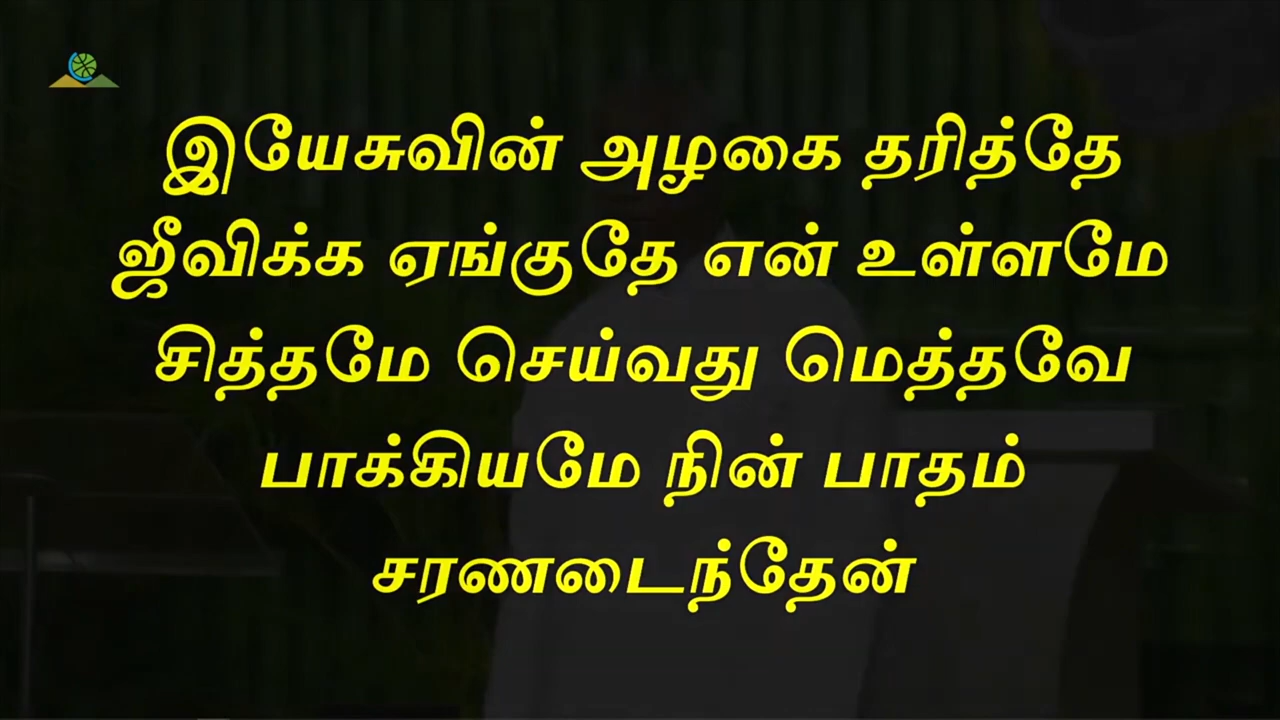 இயேசுவின் அழகை தரித்தே
ஜீவிக்க ஏங்குதே என் உள்ளமே
சித்தமே செய்வது மெத்தவே
பாக்கியமே நின் பாதம்
சரணடைந்தேன்